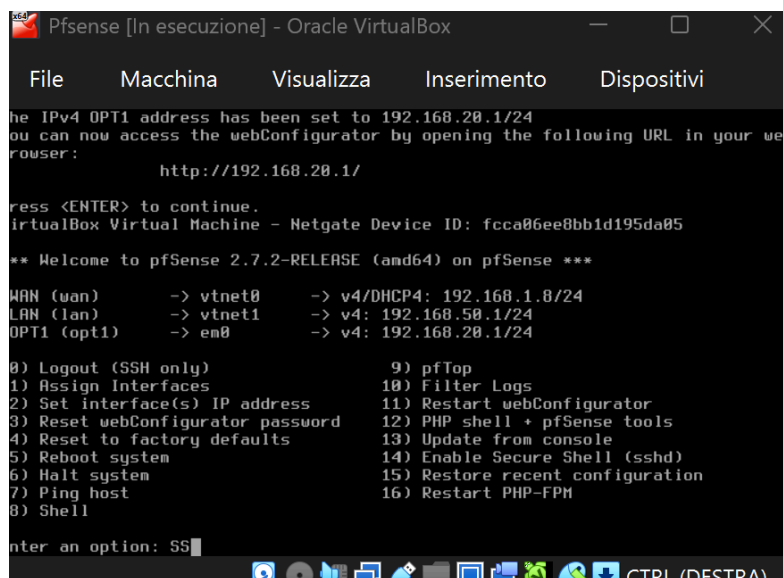 x64
Pfsense [In esecuzione] - Oracle VirtualBox
File Macchina Visualizza Inserimento Dispositivi
he IPv4 OPT1 address has been set to 192.168.20.1/24
ou can now access the webConfigurator by opening the following URL in your we
rowser:
http://192.168.20.1/
ress <ENTER> to continue.
irtualBox Virtual Machine - Netgate Device ID: fcca06ee8bb1d195da05
** Welcome to pfSense 2.7.2-RELEASE (amd64) on pfSense ***
WAN (wan) -> vtnet0 -> v4/DHCP4: 192.168.1.8/24
LAN (lan) -> vtnet1 -> v4: 192.168.50.1/24
OPT1 (opt1) -> em0 -> v4: 192.168.20.1/24
0) Logout (SSH only) 9) pfTop
1) Assign Interfaces 10) Filter Logs
2) Set interface(s) IP address 11) Restart webConfigurator
3) Reset webConfigurator password 12) PHP shell + pfSense tools
4) Reset to factory defaults 13) Update from console
5) Reboot system 14) Enable Secure Shell (sshd)
6) Halt system 15) Restore recent configuration
7) Ping host 16) Restart PHP-FPM
8) Shell
nter an option: SS
CTRL (DESTRA)